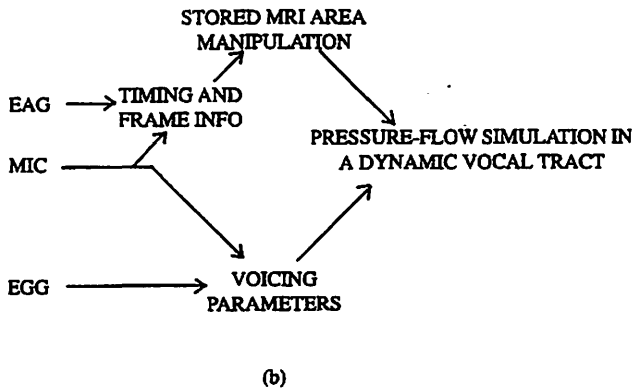 STORED MRI AREA
MANIPULATION
EAG
TIMING AND
FRAME INFO
PRESSURE-FLOW SIMULATION IN
A DYNAMIC VOCAL TRACT
MIC
EGG
VOICING
PARAMETERS
(b)